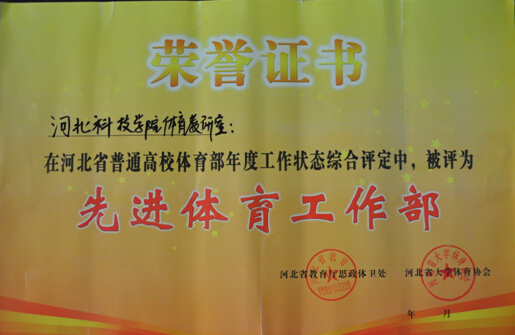 荣誉证书
河北科技学院体育教研室：
在河北省普通高校体育部年度工作状态综合评定中，被评为
先进体育工作部
河北省教育厅思政体卫处 河北省大学体育协会
年 月